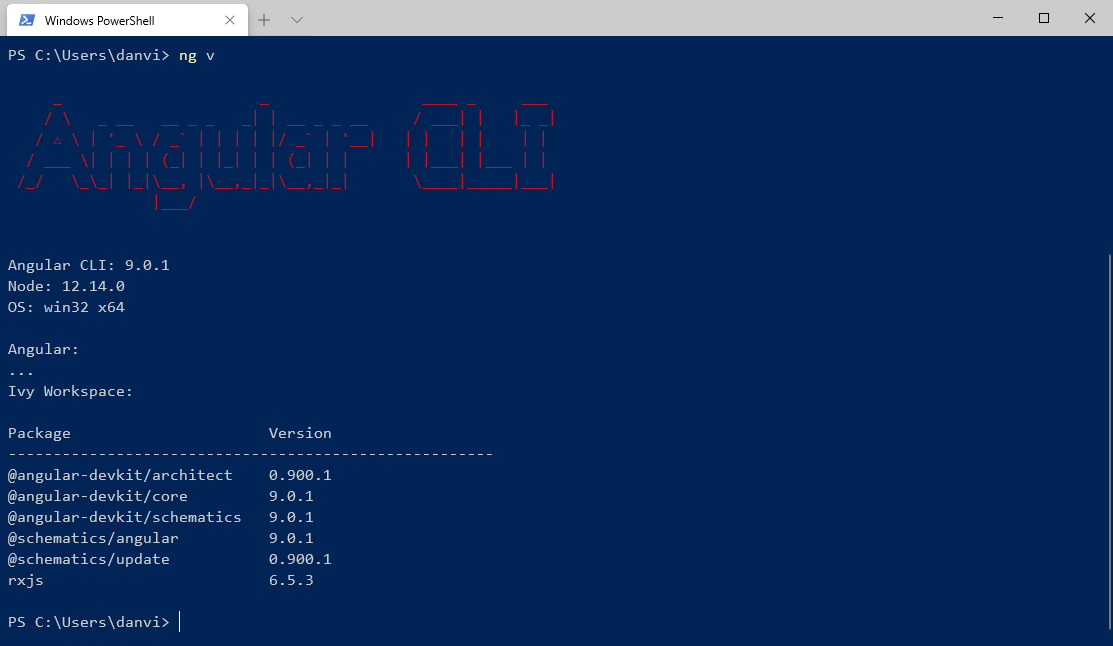 Windows PowerShell
PS C:\Users\danvi> ng v
Angular CLI
Angular CLI: 9.0.1
Node: 12.14.0
OS: win32 x64
Angular:
...
Ivy Workspace:
Package                      Version
------------------------------------------------------
@angular-devkit/architect    0.900.1
@angular-devkit/core         9.0.1
@angular-devkit/schematics   9.0.1
@schematics/angular          9.0.1
@schematics/update           0.900.1
rxjs                         6.5.3
PS C:\Users\danvi>